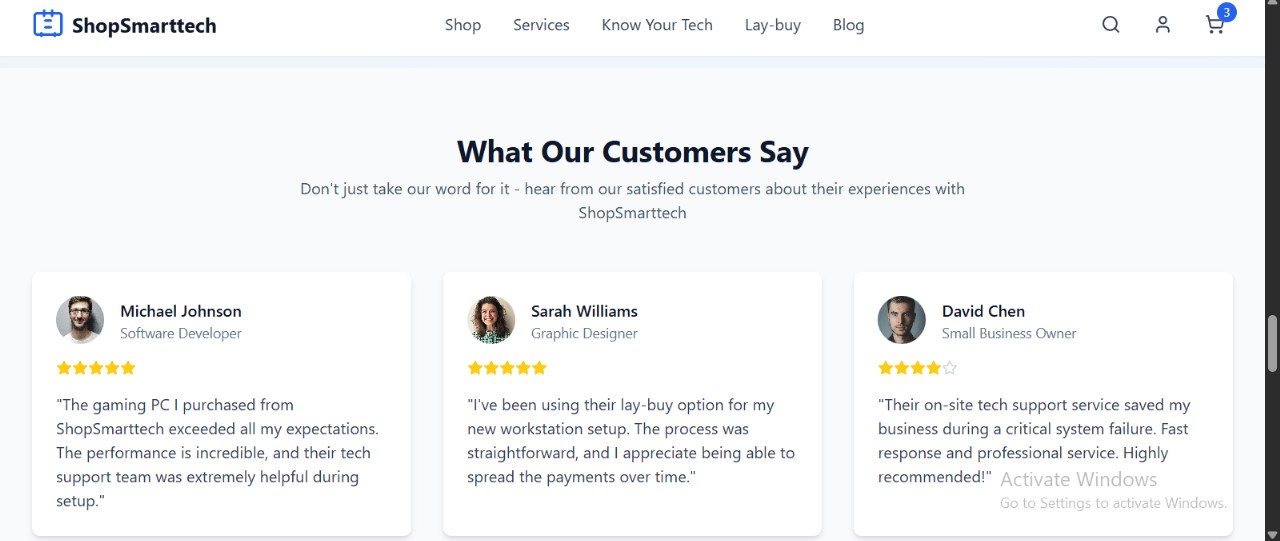 ShopSmarttech
Shop Services Know Your Tech Lay-buy Blog
3
What Our Customers Say
Don't just take our word for it - hear from our satisfied customers about their experiences with
ShopSmarttech
Michael Johnson
Software Developer
"The gaming PC I purchased from
ShopSmarttech exceeded all my expectations.
The performance is incredible, and their tech
support team was extremely helpful during
setup."
Sarah Williams
Graphic Designer
"I've been using their lay-buy option for my
new workstation setup. The process was
straightforward, and I appreciate being able to
spread the payments over time."
David Chen
Small Business Owner
"Their on-site tech support service saved my
business during a critical system failure. Fast
response and professional service. Highly
recommended!"
Activate Windows
Go to Settings to activate Windows.